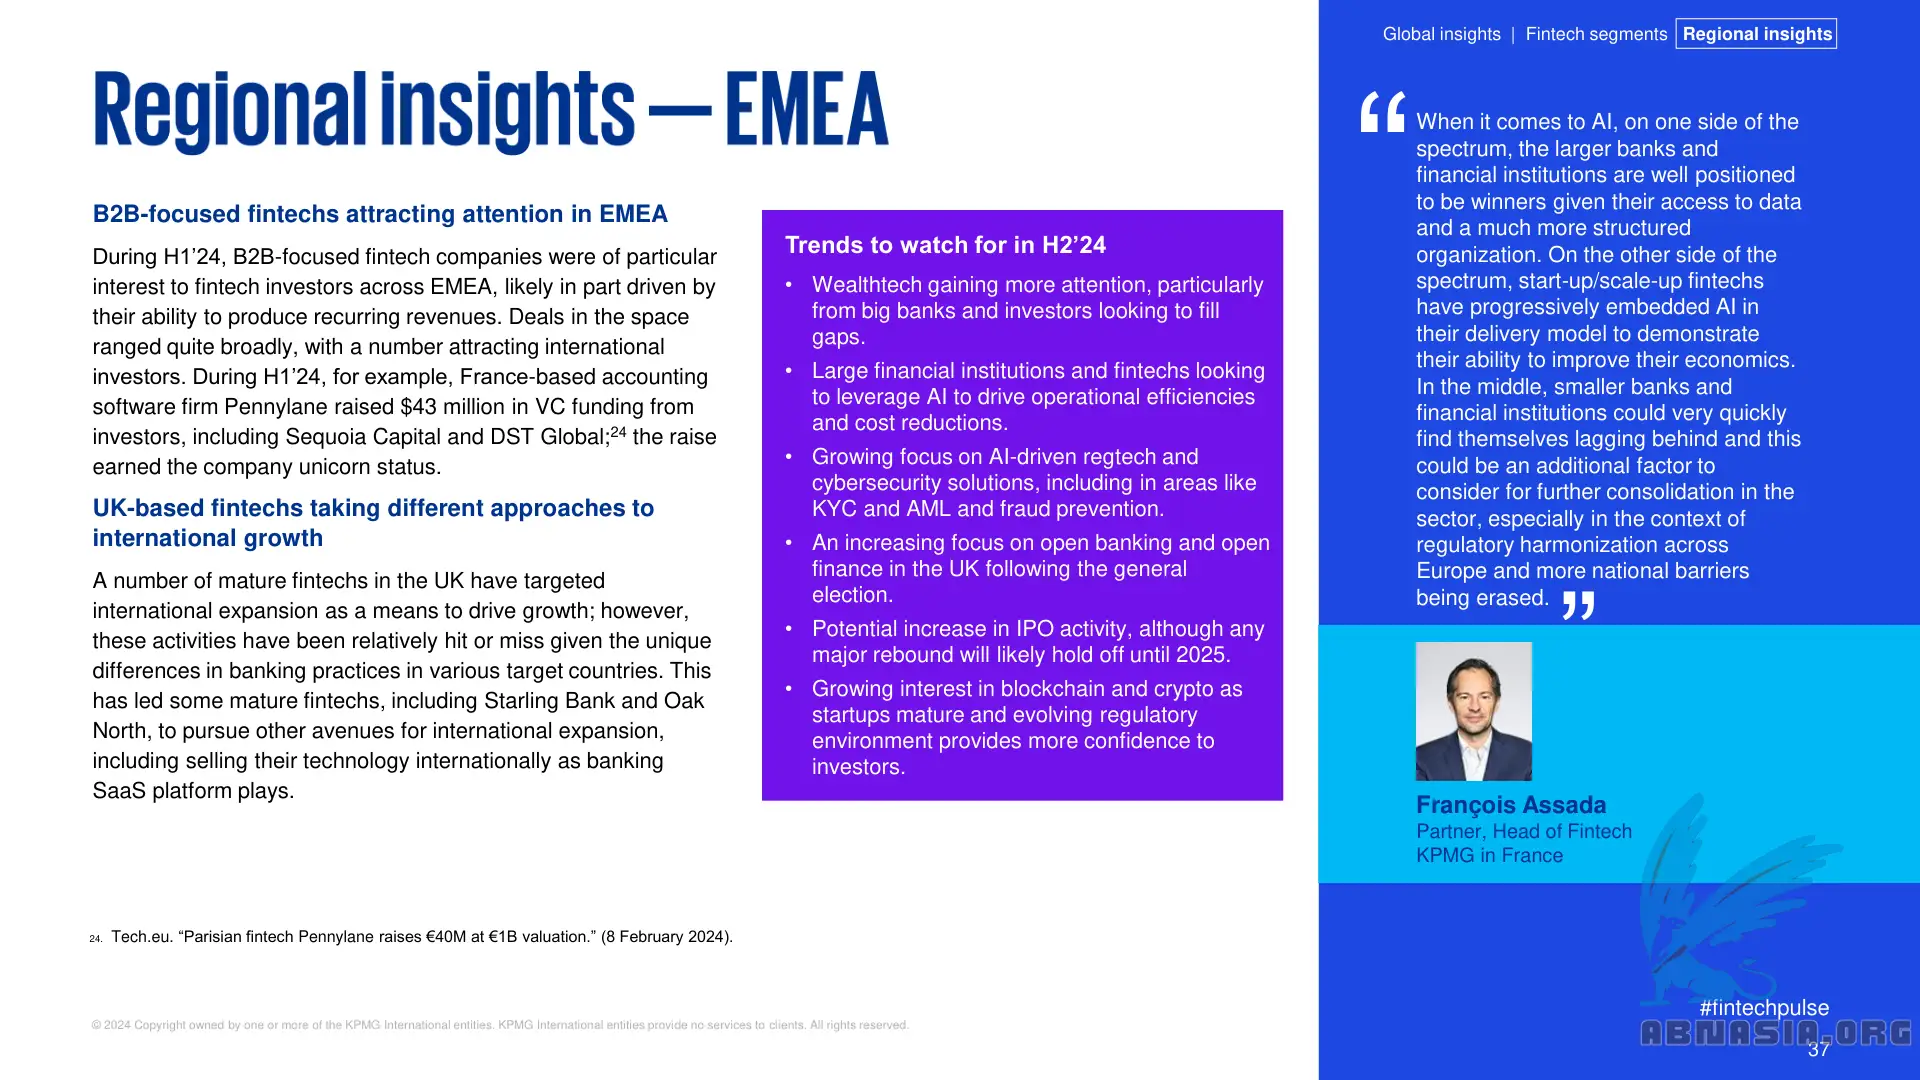 Global insights | Fintech segments Regional insights
Regional insights — EMEA
B2B-focused fintechs attracting attention in EMEA
During H1’24, B2B-focused fintech companies were of particular
interest to fintech investors across EMEA, likely in part driven by
their ability to produce recurring revenues. Deals in the space
ranged quite broadly, with a number attracting international
investors. During H1’24, for example, France-based accounting
software firm Pennylane raised $43 million in VC funding from
investors, including Sequoia Capital and DST Global;24 the raise
earned the company unicorn status.
UK-based fintechs taking different approaches to
international growth
A number of mature fintechs in the UK have targeted
international expansion as a means to drive growth; however,
these activities have been relatively hit or miss given the unique
differences in banking practices in various target countries. This
has led some mature fintechs, including Starling Bank and Oak
North, to pursue other avenues for international expansion,
including selling their technology internationally as banking
SaaS platform plays.
Trends to watch for in H2’24
• Wealthtech gaining more attention, particularly
from big banks and investors looking to fill
gaps.
• Large financial institutions and fintechs looking
to leverage AI to drive operational efficiencies
and cost reductions.
• Growing focus on AI-driven regtech and
cybersecurity solutions, including in areas like
KYC and AML and fraud prevention.
• An increasing focus on open banking and open
finance in the UK following the general
election.
• Potential increase in IPO activity, although any
major rebound will likely hold off until 2025.
• Growing interest in blockchain and crypto as
startups mature and evolving regulatory
environment provides more confidence to
investors.
“ When it comes to AI, on one side of the
spectrum, the larger banks and
financial institutions are well positioned
to be winners given their access to data
and a much more structured
organization. On the other side of the
spectrum, start-up/scale-up fintechs
have progressively embedded AI in
their delivery model to demonstrate
their ability to improve their economics.
In the middle, smaller banks and
financial institutions could very quickly
find themselves lagging behind and this
could be an additional factor to
consider for further consolidation in the
sector, especially in the context of
regulatory harmonization across
Europe and more national barriers
being erased. ”
François Assada
Partner, Head of Fintech
KPMG in France
24. Tech.eu. “Parisian fintech Pennylane raises €40M at €1B valuation.” (8 February 2024).
© 2024 Copyright owned by one or more of the KPMG International entities. KPMG International entities provide no services to clients. All rights reserved.
#fintechpulse
ABNASIA.ORG
37